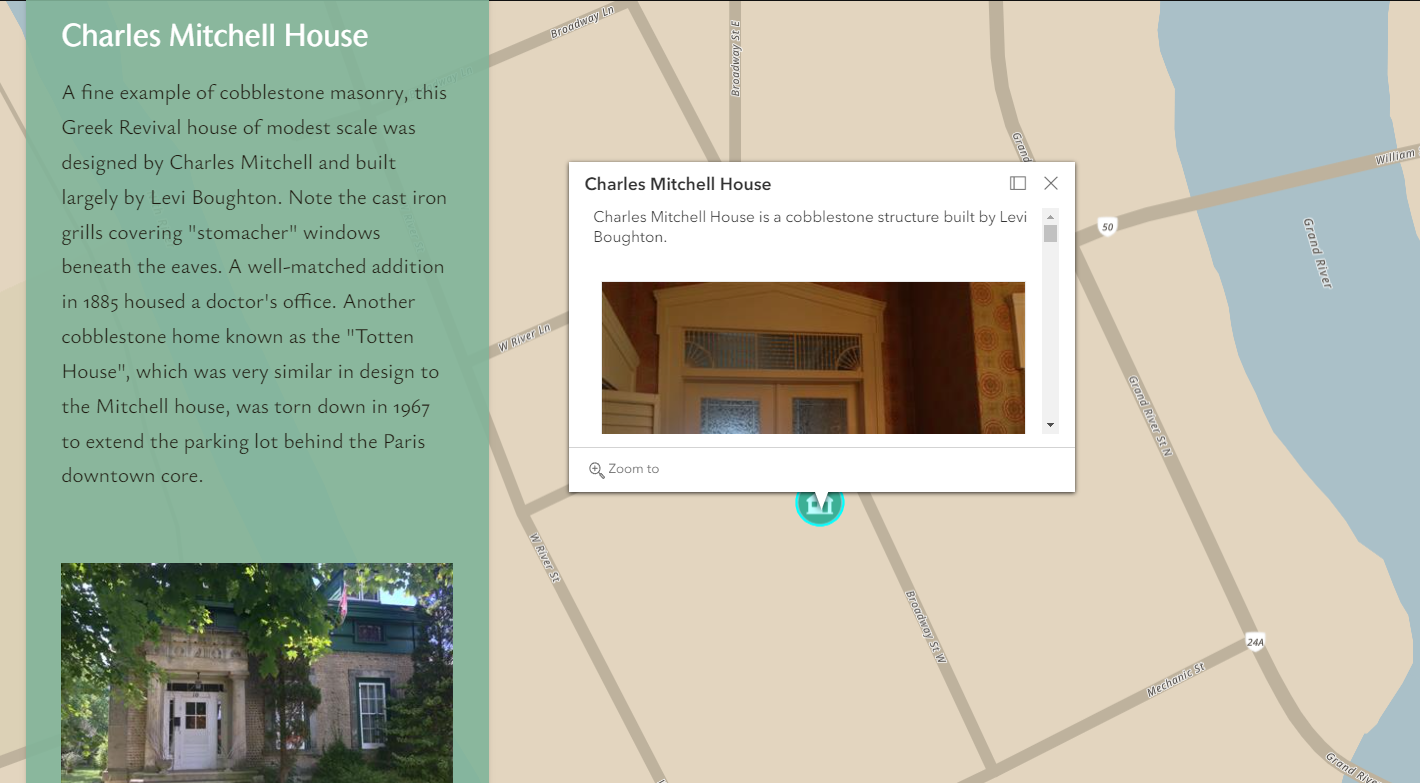 Charles Mitchell House
A fine example of cobblestone masonry, this
Greek Revival house of modest scale was
designed by Charles Mitchell and built
largely by Levi Boughton. Note the cast iron
grills covering "stomacher" windows
beneath the eaves. A well-matched addition
in 1885 housed a doctor's office. Another
cobblestone home known as the "Totten
House", which was very similar in design to
the Mitchell house, was torn down in 1967
to extend the parking lot behind the Paris
downtown core.
Broadway Ln
Broadway St E
Grand
William
Charles Mitchell House
Charles Mitchell House is a cobblestone structure built by Levi
Boughton.
Zoom to
50
Grand River
W River Ln
Grand River St N
W River St
Broadway St W
24A
Mechanic St
Grand River